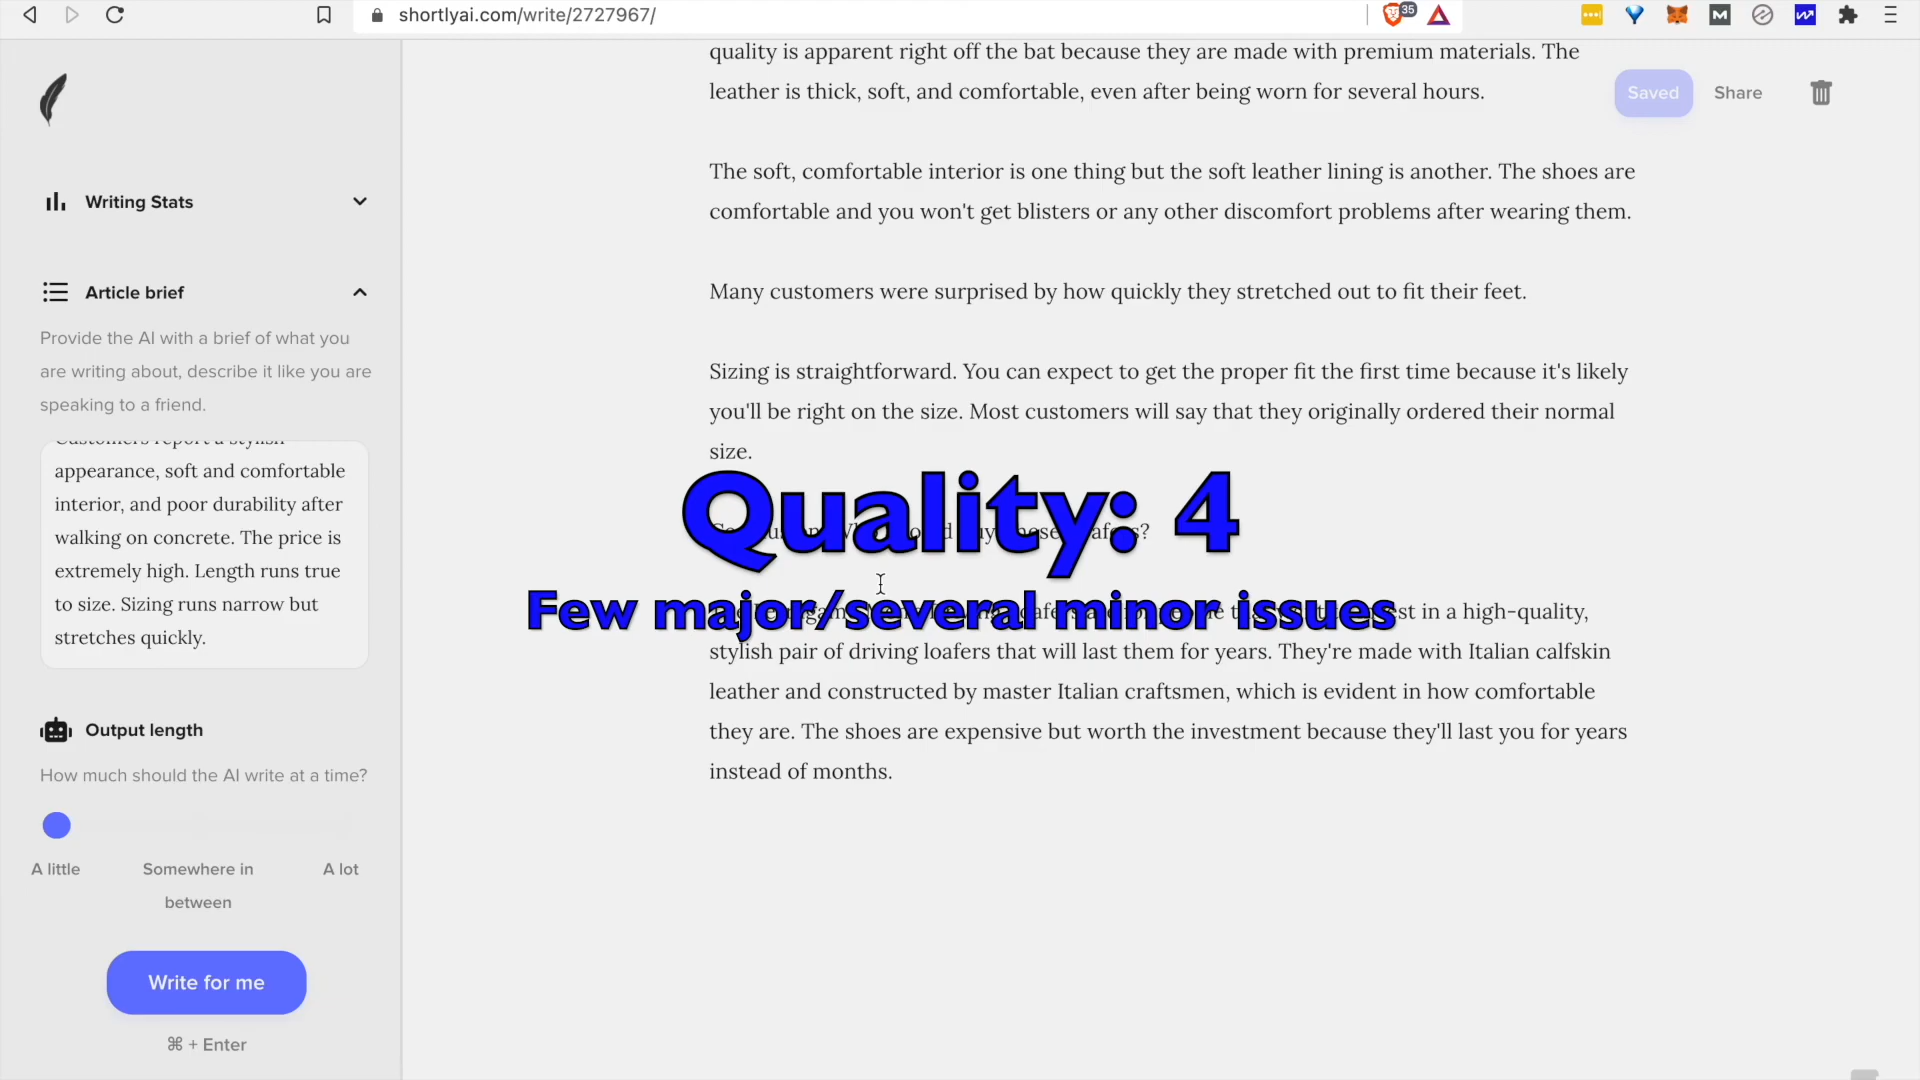 shortlyai.com/write/2727967/
35
M
Saved
Share
Writing Stats
Article brief
Provide the AI with a brief of what you
are writing about, describe it like you are
speaking to a friend.
Customers report a stylish
appearance, soft and comfortable
interior, and poor durability after
walking on concrete. The price is
extremely high. Length runs true
to size. Sizing runs narrow but
stretches quickly.
Output length
How much should the AI write at a time?
A little
Somewhere in
between
A lot
Write for me
⌘ + Enter
quality is apparent right off the bat because they are made with premium materials. The
leather is thick, soft, and comfortable, even after being worn for several hours.
The soft, comfortable interior is one thing but the soft leather lining is another. The shoes are
comfortable and you won't get blisters or any other discomfort problems after wearing them.
Many customers were surprised by how quickly they stretched out to fit their feet.
Sizing is straightforward. You can expect to get the proper fit the first time because it's likely
you'll be right on the size. Most customers will say that they originally ordered their normal
size.
Quality: 4
Few major/several minor issues
in a high-quality,
stylish pair of driving loafers that will last them for years. They're made with Italian calfskin
leather and constructed by master Italian craftsmen, which is evident in how comfortable
they are. The shoes are expensive but worth the investment because they'll last you for years
instead of months.